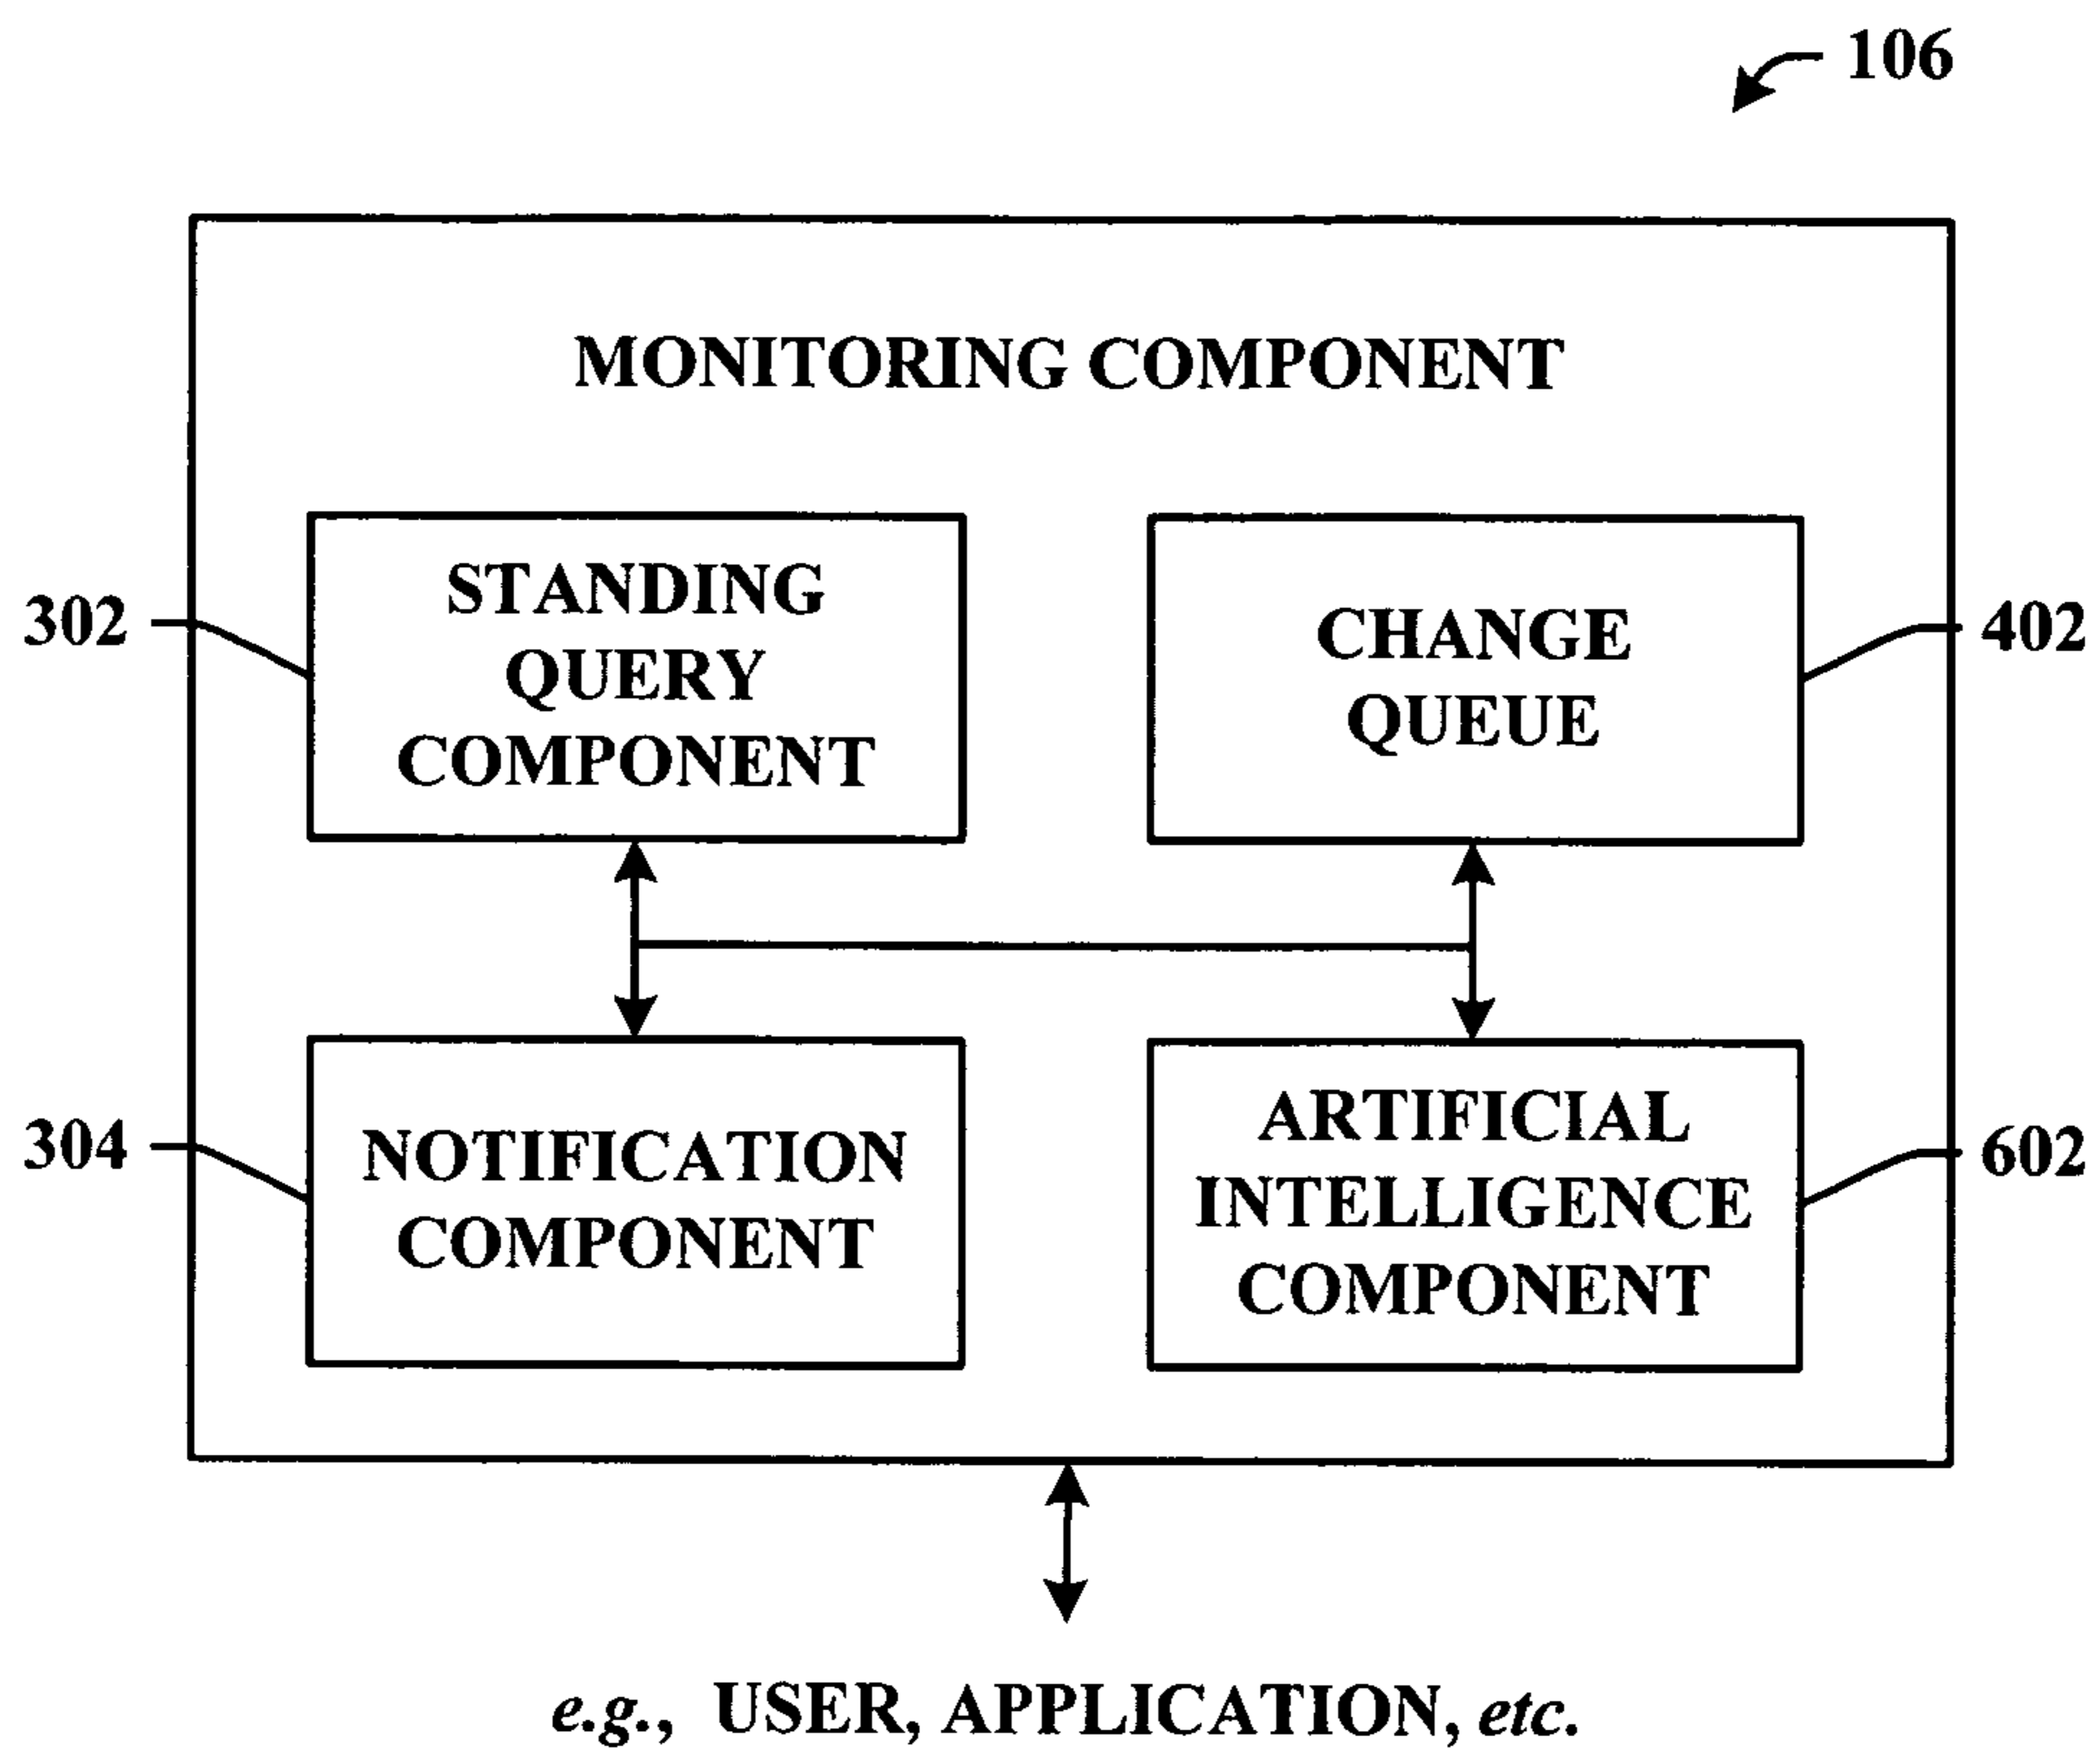 106
MONITORING COMPONENT
STANDING
QUERY
COMPONENT
302
CHANGE
QUEUE
402
NOTIFICATION
COMPONENT
304
ARTIFICIAL
INTELLIGENCE
COMPONENT
602
e.g., USER, APPLICATION, etc.